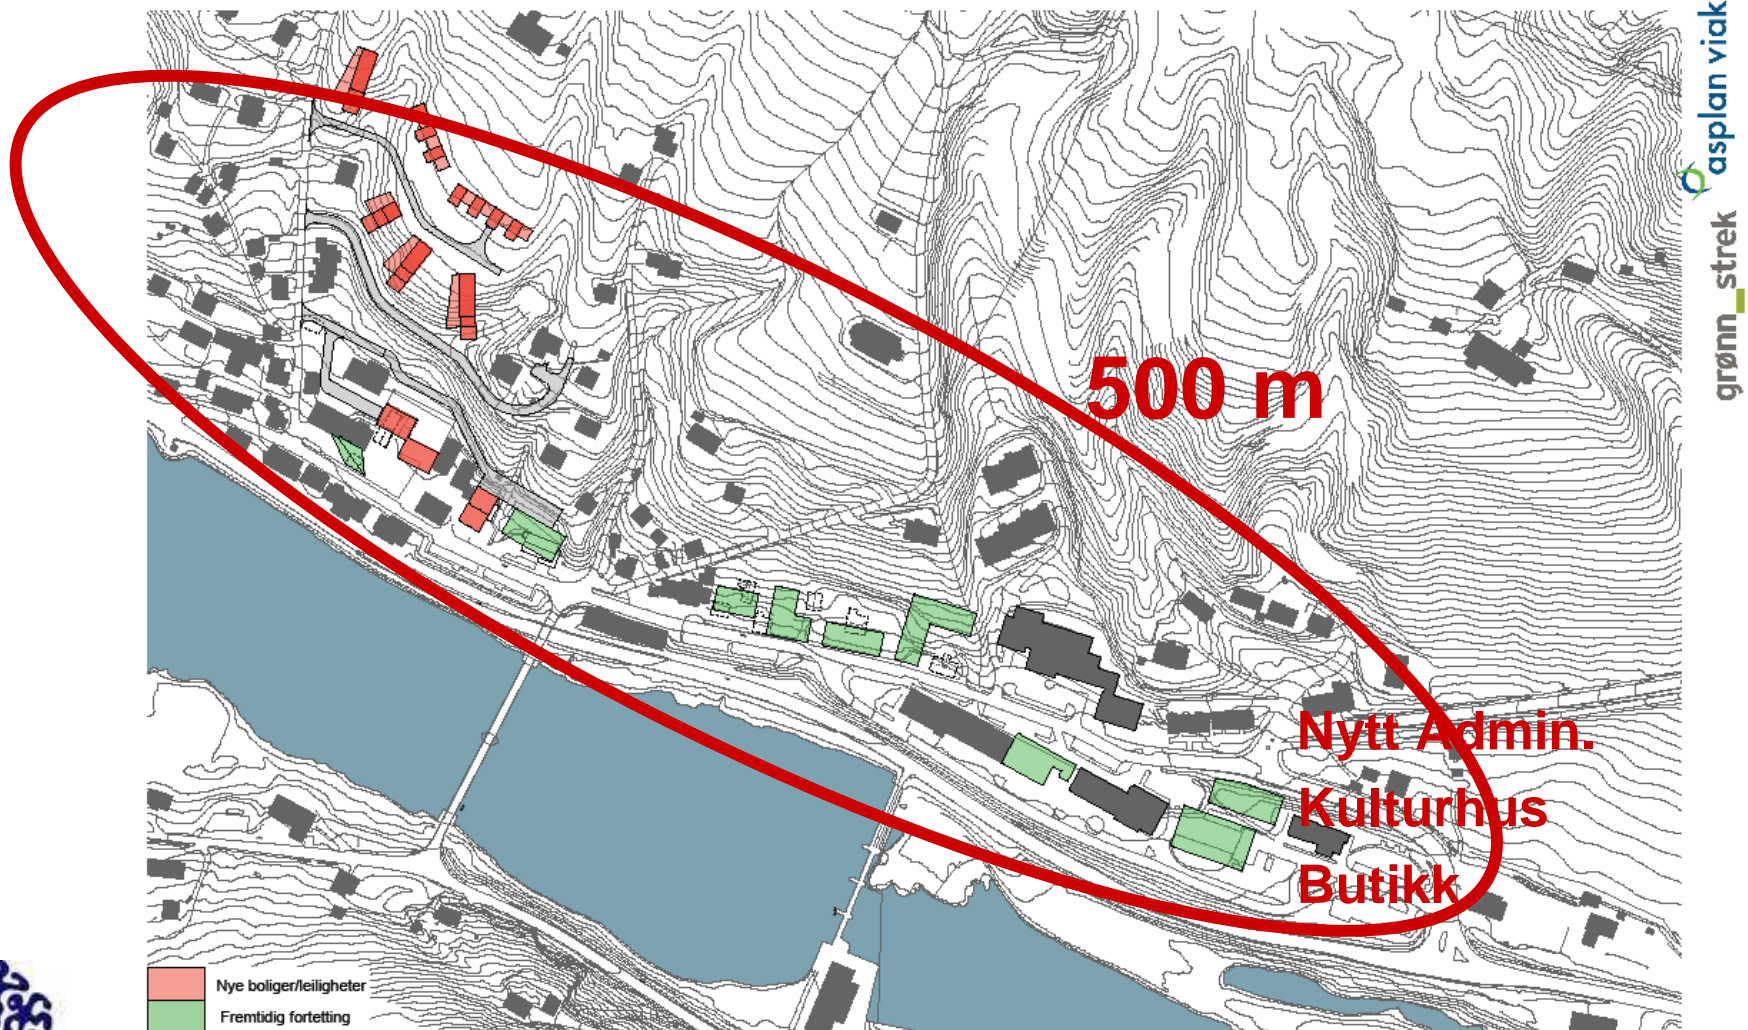 asplan viak
grønn_strek
500 m
Nytt Admin.
Kulturhus
Butikk
Nye boliger/leiligheter
Fremtidig fortetting